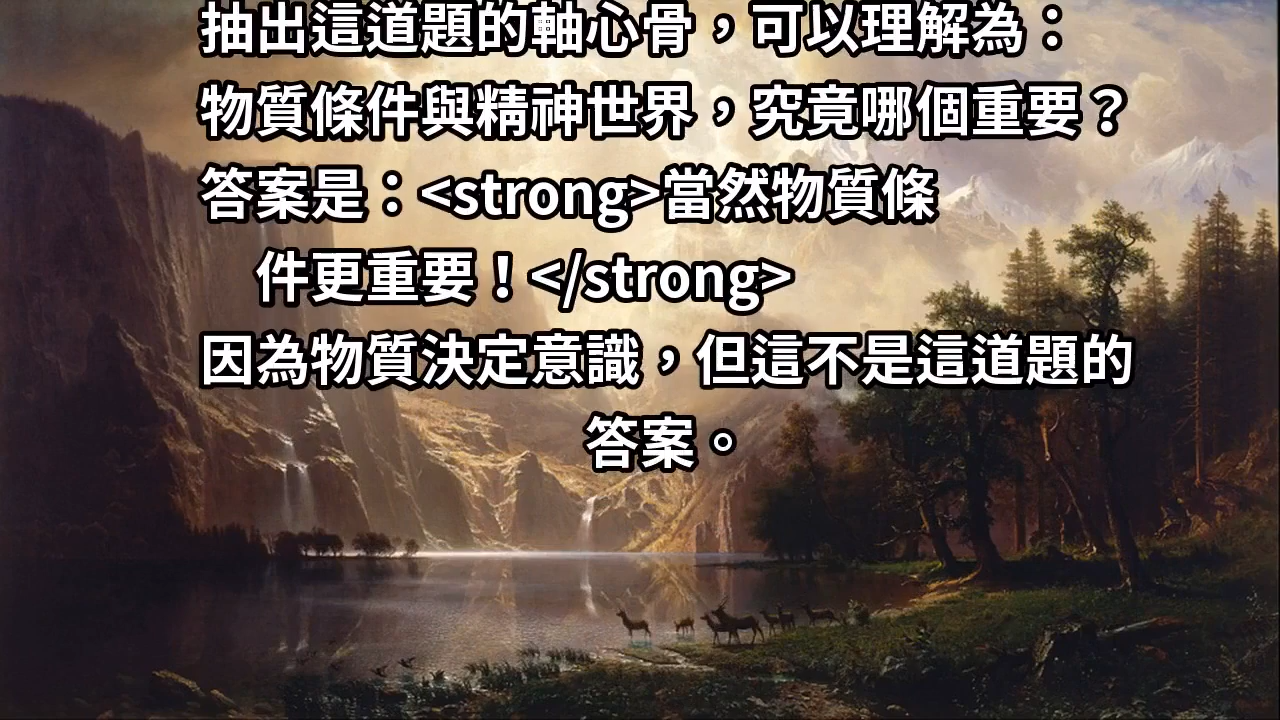 抽出這道題的軸心骨，可以理解為：
物質條件與精神世界，究竟哪個重要？
答案是：<strong>當然物質條
件更重要！</strong>
因為物質決定意識，但這不是這道題的
答案。